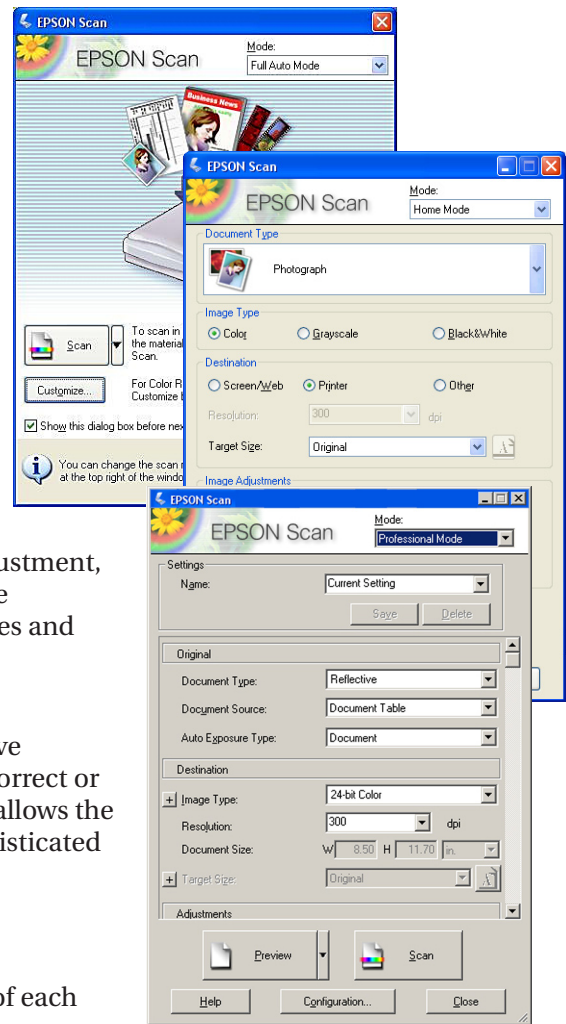 EPSON Scan
EPSON Scan
Mode:
Full Auto Mode
Business News
Scan
To scan in
the material
Scan.
Customize...
For Color R
Customize
Show this dialog box before nex
You can change the scan
at the top right of the windo
EPSON Scan
EPSON Scan
Mode:
Home Mode
Document Type
Photograph
Image Type
Color Grayscale Black&White
Destination
Screen/Web Printer Other
Resolution: 300 dpi
Target Size: Original
Image Adjustments
EPSON Scan
EPSON Scan
Mode:
Professional Mode
Settings
Name: Current Setting
Save Delete
Original
Document Type: Reflective
Document Source: Document Table
Auto Exposure Type: Document
Destination
Image Type: 24-bit Color
Resolution: 300 dpi
Document Size: W 8.50 H 11.70 in.
Target Size: Original
Adjustments
Preview Scan
Help Configuration... Close
ustment,
e
es and
ve
orrect or
allows the
isticated
of each